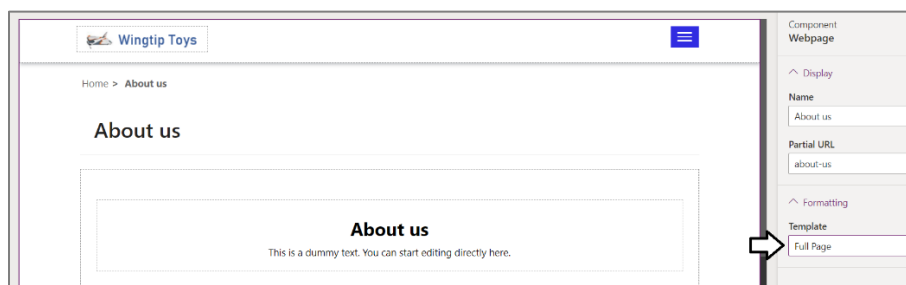 Wingtip Toys
Home > About us
About us
About us
This is a dummy text. You can start editing directly here.
Component
Webpage
Display
Name
About us
Partial URL
about-us
Formatting
Template
Full Page